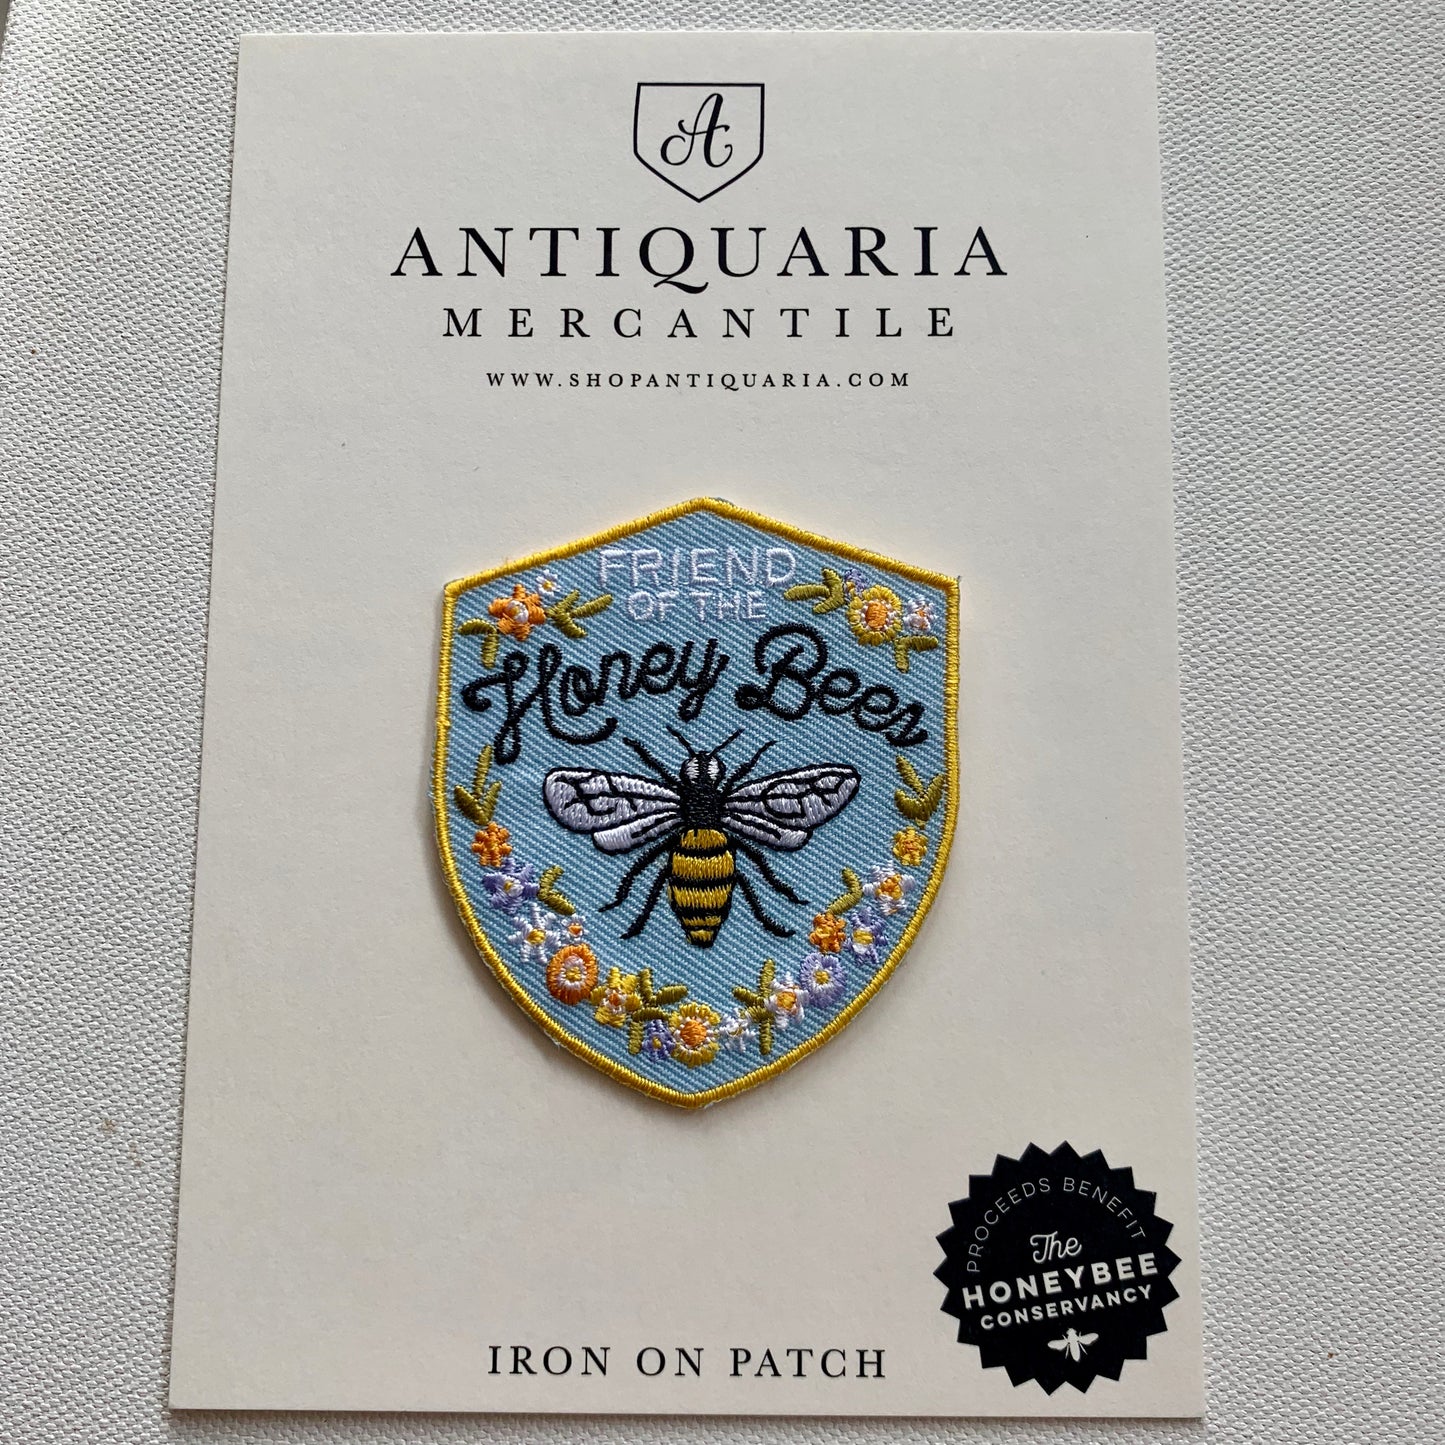 A
ANTIQUARIA
MERCANTILE
WWW.SHOPANTIQUARIA.COM
FRIEND
OF THE
Honey Bees
PROCEEDS BENEFIT
The
HONEYBEE
CONSERVANCY
IRON ON PATCH